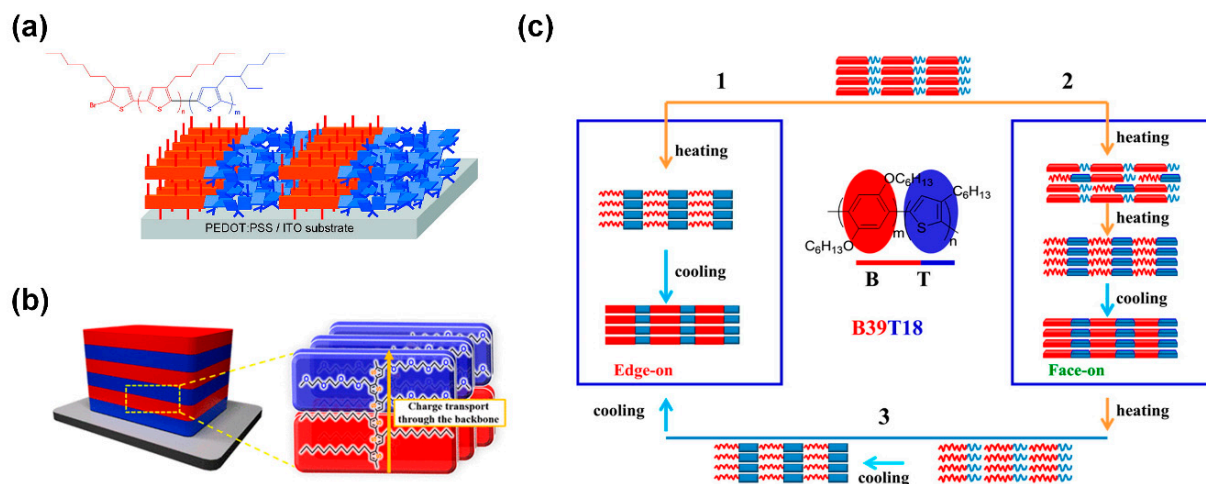 (a)
Br
S
S
S
n
m
PEDOT:PSS / ITO substrate
(b)
Charge transport
through the backbone
(c)
1
2
heating
cooling
Edge-on
OC6H13
C6H13
C6H13O
m
S
n
B T
B39T18
heating
heating
cooling
Face-on
cooling
3
heating
cooling